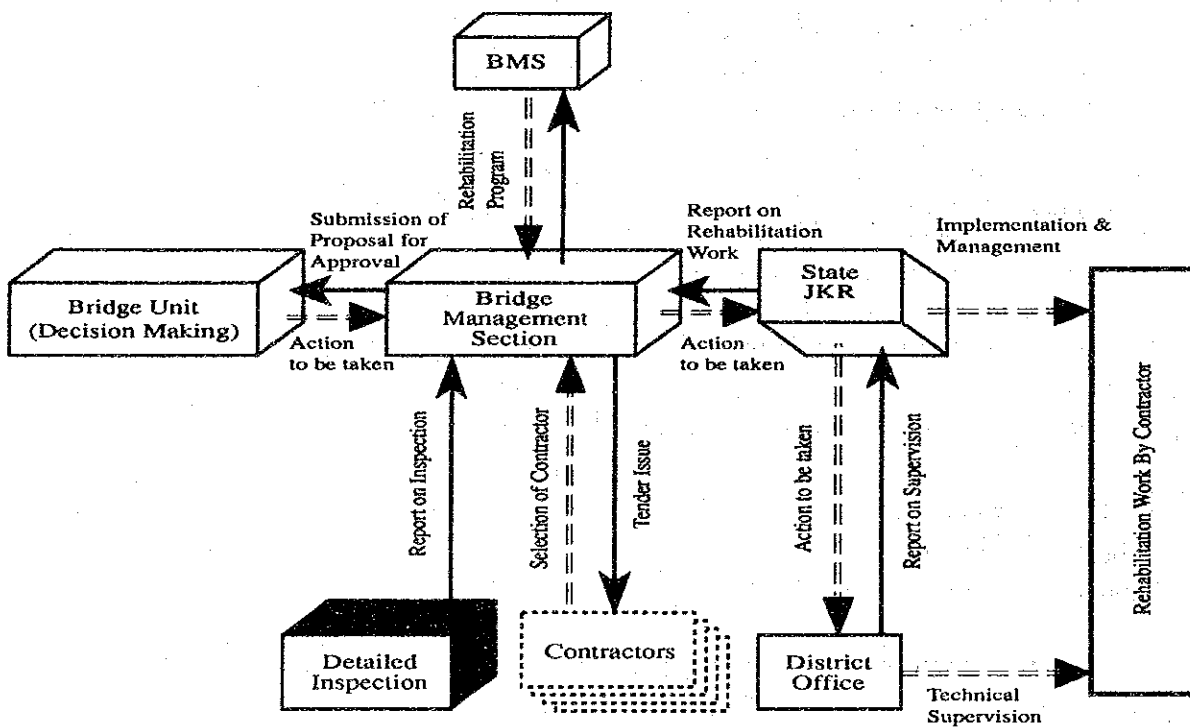 BMS
Rehabilitation
Program
Submission of
Proposal for
Approval
Report on
Rehabilitation
Work
Implementation &
Management
Bridge Unit
(Decision Making)
Bridge
Management
Section
State
JKR
Action
to be taken
Action
to be taken
Report on Inspection
Selection of Contractor
Tender Issue
Action to be taken
Report on Supervision
Rehabilitation Work By Contractor
Detailed
Inspection
Contractors
District
Office
Technical
Supervision